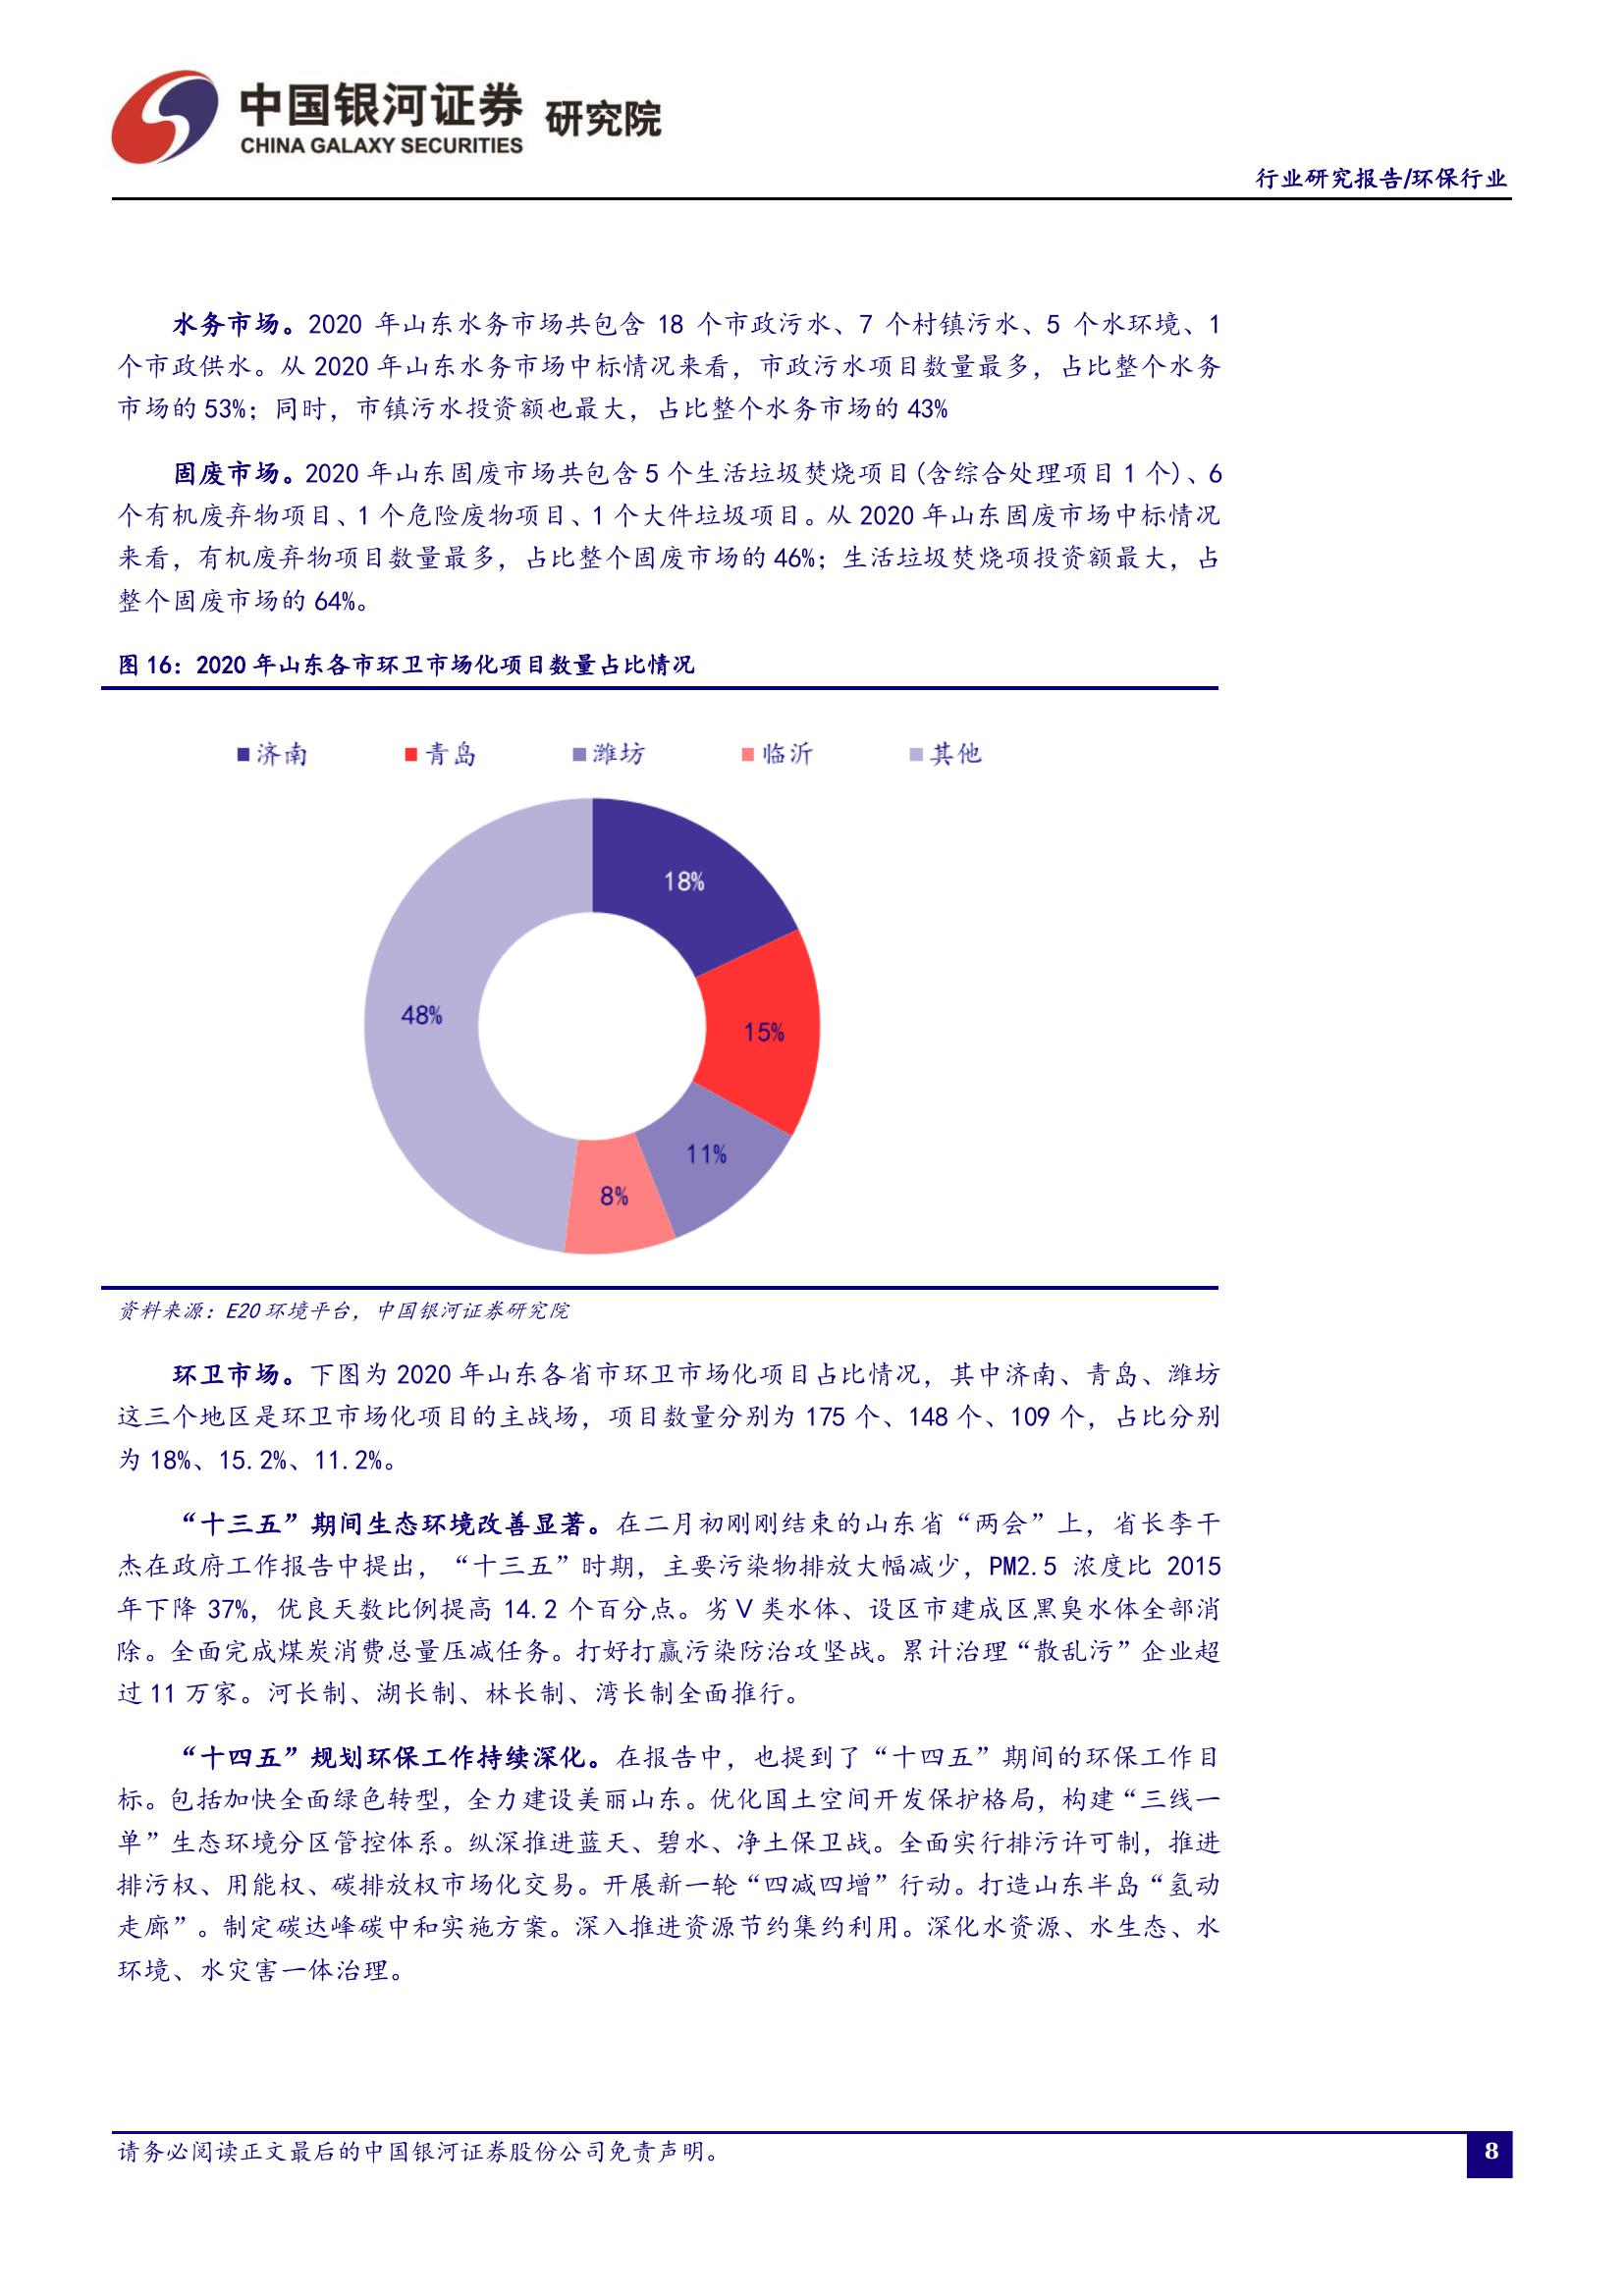 中国银河证券 研究院
CHINA GALAXY SECURITIES
行业研究报告/环保行业
水务市场。2020 年山东水务市场共包含 18 个市政污水、7 个村镇污水、5 个水环境、1
个市政供水。从 2020 年山东水务市场中标情况来看，市政污水项目数量最多，占比整个水务
市场的 53%；同时，市镇污水投资额也最大，占比整个水务市场的 43%
固废市场。2020 年山东固废市场共包含 5 个生活垃圾焚烧项目(含综合处理项目 1 个)、6
个有机废弃物项目、1 个危险废物项目、1 个大件垃圾项目。从 2020 年山东固废市场中标情况
来看，有机废弃物项目数量最多，占比整个固废市场的 46%；生活垃圾焚烧项投资额最大，占
整个固废市场的 64%。
图 16：2020 年山东各市环卫市场化项目数量占比情况
济南 青岛 潍坊 临沂 其他
18%
48%
15%
11%
8%
资料来源：E20 环境平台，中国银河证券研究院
环卫市场。下图为 2020 年山东各省市环卫市场化项目占比情况，其中济南、青岛、潍坊
这三个地区是环卫市场化项目的主战场，项目数量分别为 175 个、148 个、109 个，占比分别
为 18%、15.2%、11.2%。
“十三五”期间生态环境改善显著。在二月初刚刚结束的山东省“两会”上，省长李干
杰在政府工作报告中提出，“十三五”时期，主要污染物排放大幅减少，PM2.5 浓度比 2015
年下降 37%，优良天数比例提高 14.2 个百分点。劣Ⅴ类水体、设区市建成区黑臭水体全部消
除。全面完成煤炭消费总量压减任务。打好打赢污染防治攻坚战。累计治理“散乱污”企业超
过 11 万家。河长制、湖长制、林长制、湾长制全面推行。
“十四五”规划环保工作持续深化。在报告中，也提到了“十四五”期间的环保工作目
标。包括加快全面绿色转型，全力建设美丽山东。优化国土空间开发保护格局，构建“三线一
单”生态环境分区管控体系。纵深推进蓝天、碧水、净土保卫战。全面实行排污许可制，推进
排污权、用能权、碳排放权市场化交易。开展新一轮“四减四增”行动。打造山东半岛“氢动
走廊”。制定碳达峰碳中和实施方案。深入推进资源节约集约利用。深化水资源、水生态、水
环境、水灾害一体治理。
请务必阅读正文最后的中国银河证券股份公司免责声明。
8